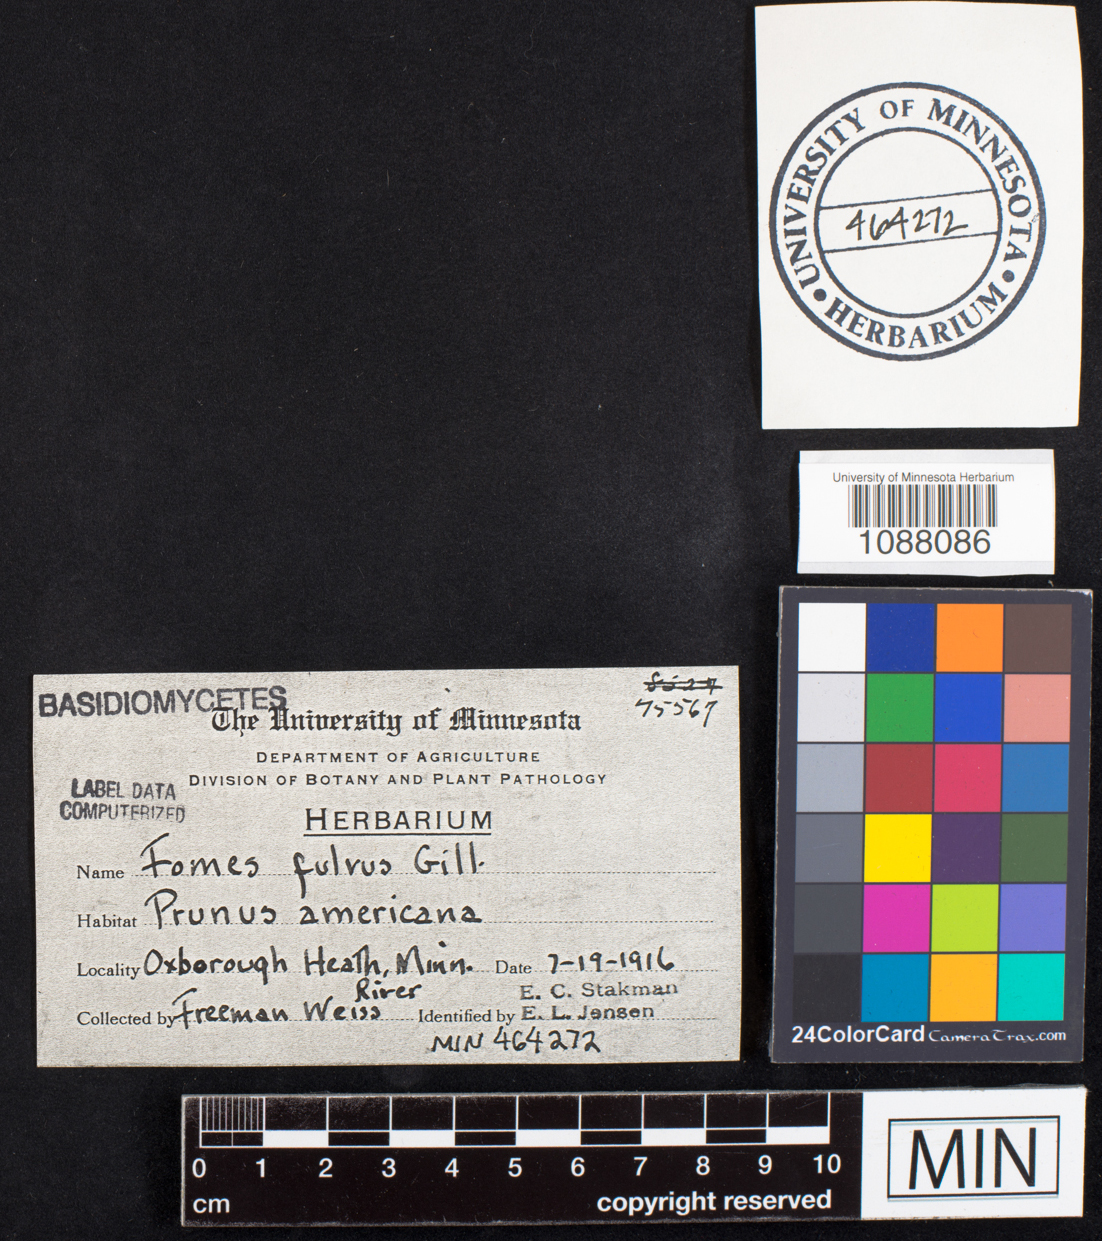 UNIVERSITY OF MINNESOTA
464272
• HERBARIUM •
University of Minnesota Herbarium
1088086
BASIDIOMYCETES
75567
The University of Minnesota
DEPARTMENT OF AGRICULTURE
DIVISION OF BOTANY AND PLANT PATHOLOGY
LABEL DATA
COMPUTERIZED
HERBARIUM
Name Fomes fulvus Gill.
Habitat Prunus americana
Locality Oxborough Heath, Minn. Date 7-19-1916
River
E. C. Stakman
Collected by Freeman Weiss Identified by E. L. Jensen
MIN 464272
24ColorCard CameraTrax.com
0 1 2 3 4 5 6 7 8 9 10
cm copyright reserved
MIN